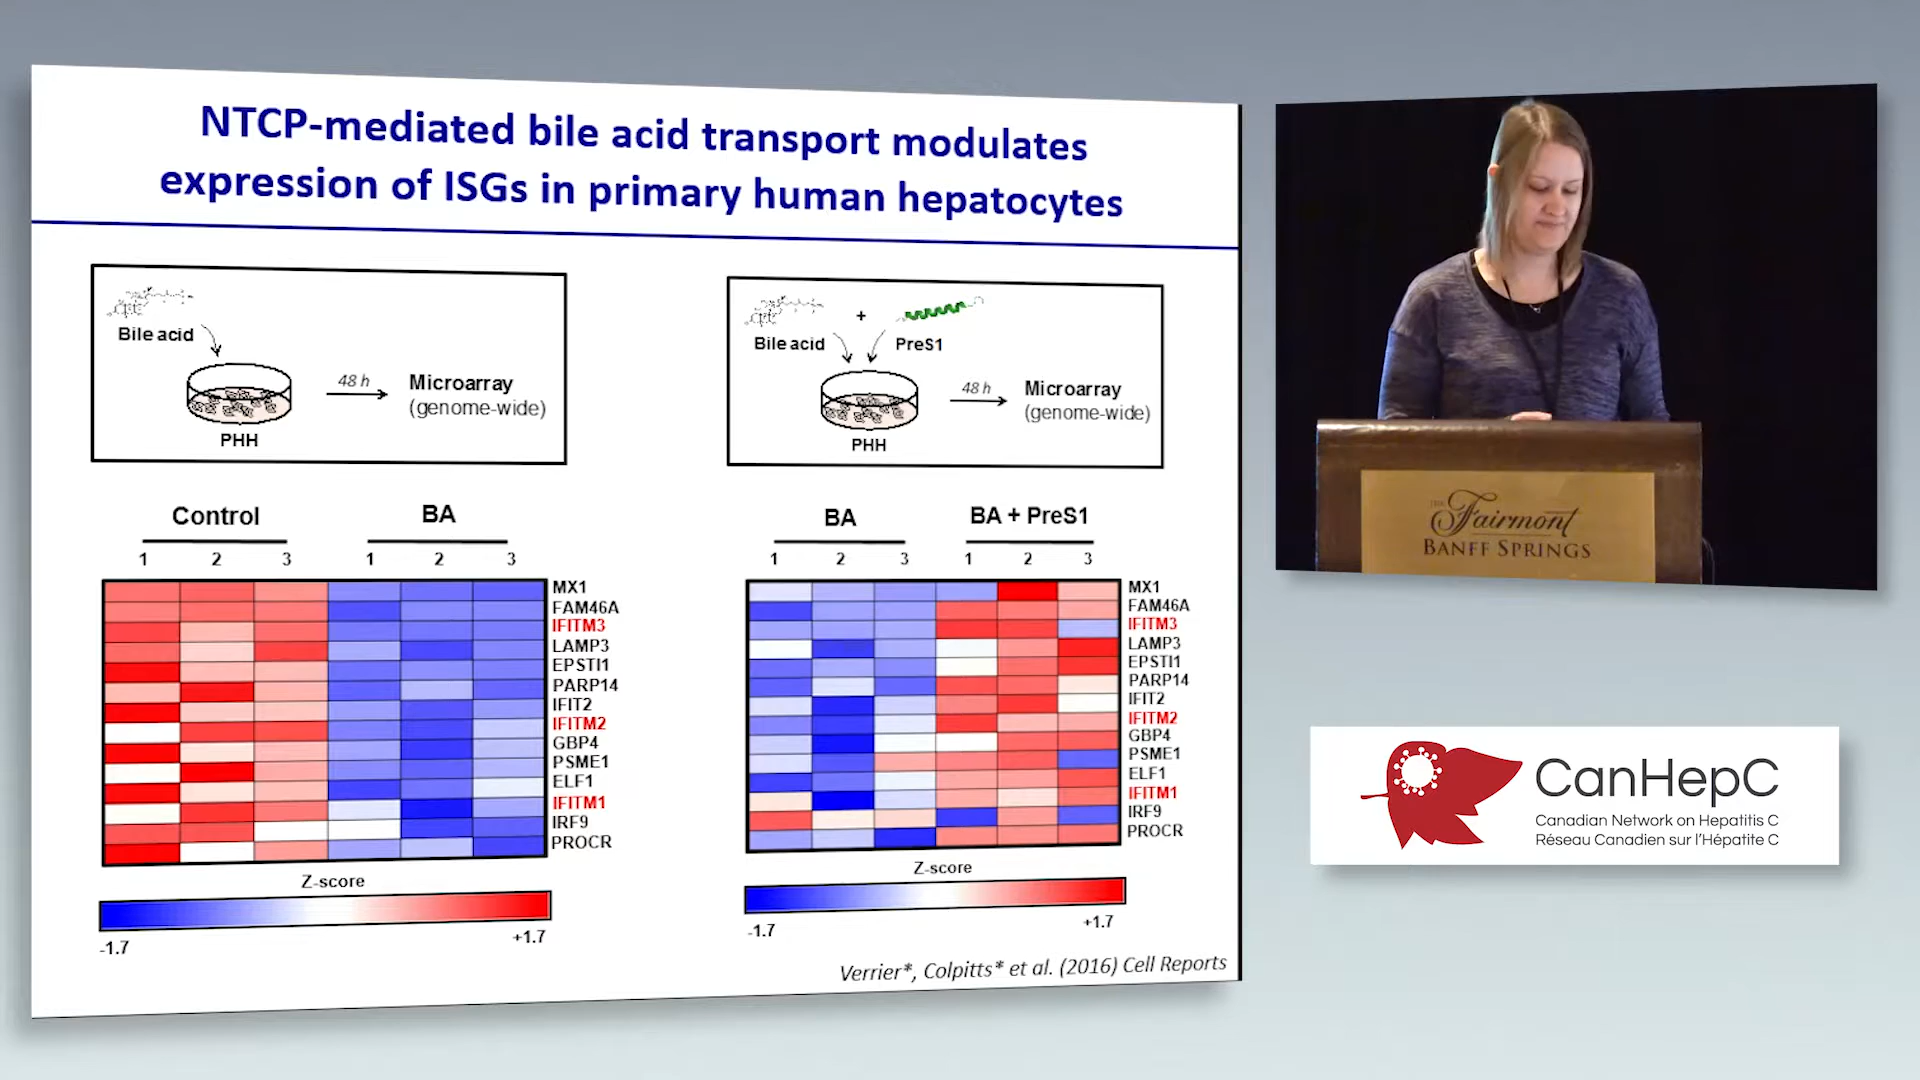 NTCP-mediated bile acid transport modulates
expression of ISGs in primary human hepatocytes
Bile acid
48 h
Microarray
(genome-wide)
PHH
+
Bile acid
PreS1
48 h
Microarray
(genome-wide)
PHH
Control
BA
1 2 3 1 2 3
MX1
FAM46A
IFITM3
LAMP3
EPSTI1
PARP14
IFIT2
IFITM2
GBP4
PSME1
ELF1
IFITM1
IRF9
PROCR
Z-score
-1.7
+1.7
BA
BA + PreS1
1 2 3 1 2 3
MX1
FAM46A
IFITM3
LAMP3
EPSTI1
PARP14
IFIT2
IFITM2
GBP4
PSME1
ELF1
IFITM1
IRF9
PROCR
Z-score
-1.7
+1.7
Verrier*, Colpitts* et al. (2016) Cell Reports
THE
Fairmont
BANFF SPRINGS
CanHepC
Canadian Network on Hepatitis C
Réseau Canadien sur l'Hépatite C